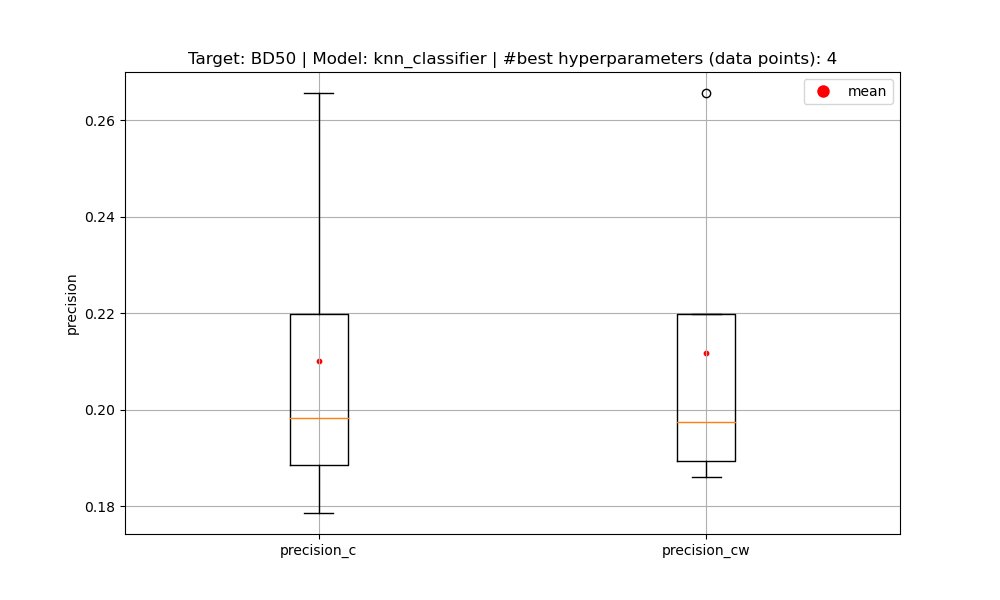 Target: BD50 | Model: knn_classifier | #best hyperparameters (data points): 4
mean
0.26
0.24
0.22
0.20
0.18
precision
precision_c
precision_cw